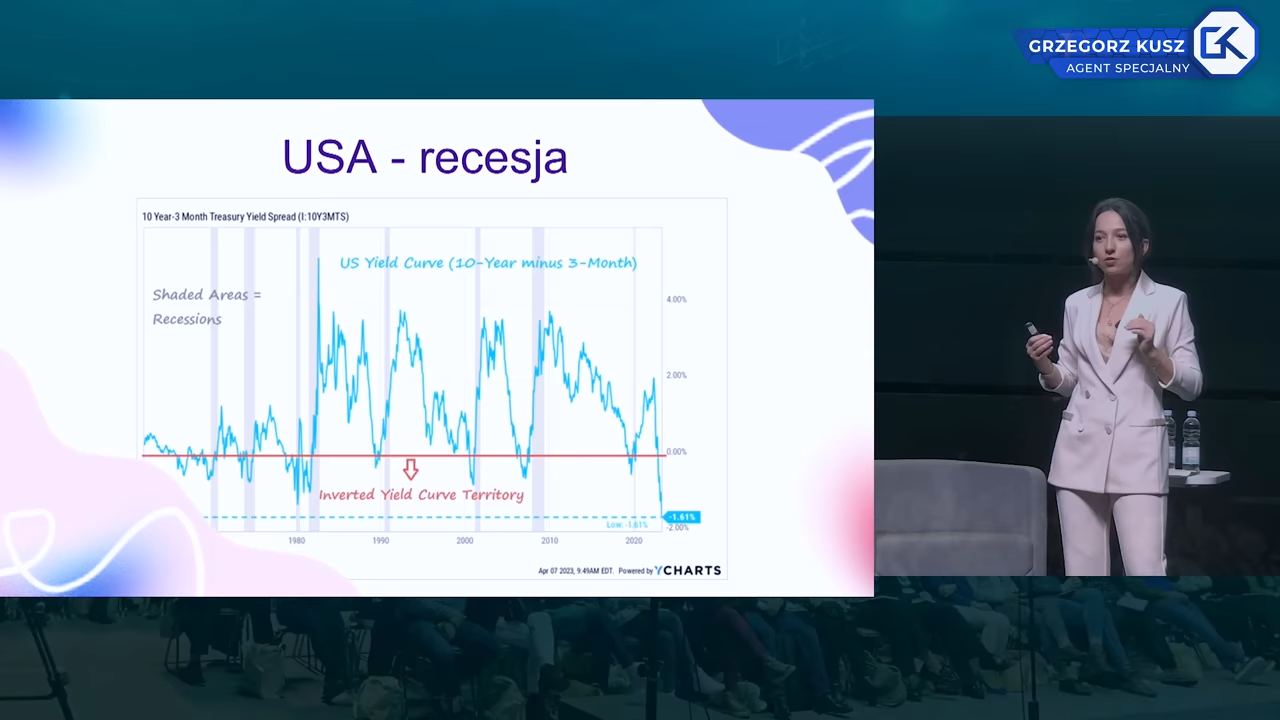 GRZEGORZ KUSZ
AGENT SPECJALNY
USA - recesja
10 Year-3 Month Treasury Yield Spread (I:10Y3MTS)
US Yield Curve (10-Year minus 3-Month)
Shaded Areas =
Recessions
4.00%
2.00%
0.00%
Inverted Yield Curve Territory
-1.61%
Low: -1.61%
-2.00%
1980 1990 2000 2010 2020
Apr 07 2023, 9:49AM EDT. Powered by YCHARTS